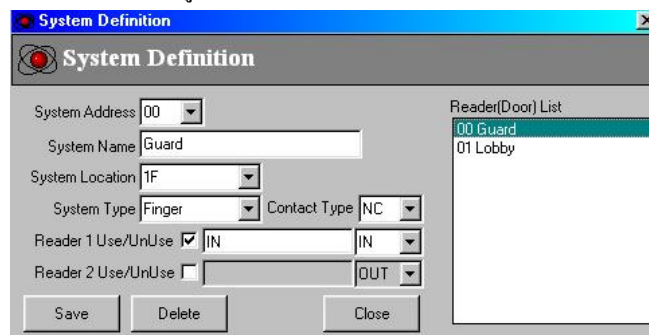 System Definition
System Definition
System Address 00
System Name Guard
System Location 1F
System Type Finger Contact Type NC
Reader 1 Use/UnUse IN IN
Reader 2 Use/UnUse OUT
Save Delete Close
Reader(Door) List
00 Guard
01 Lobby